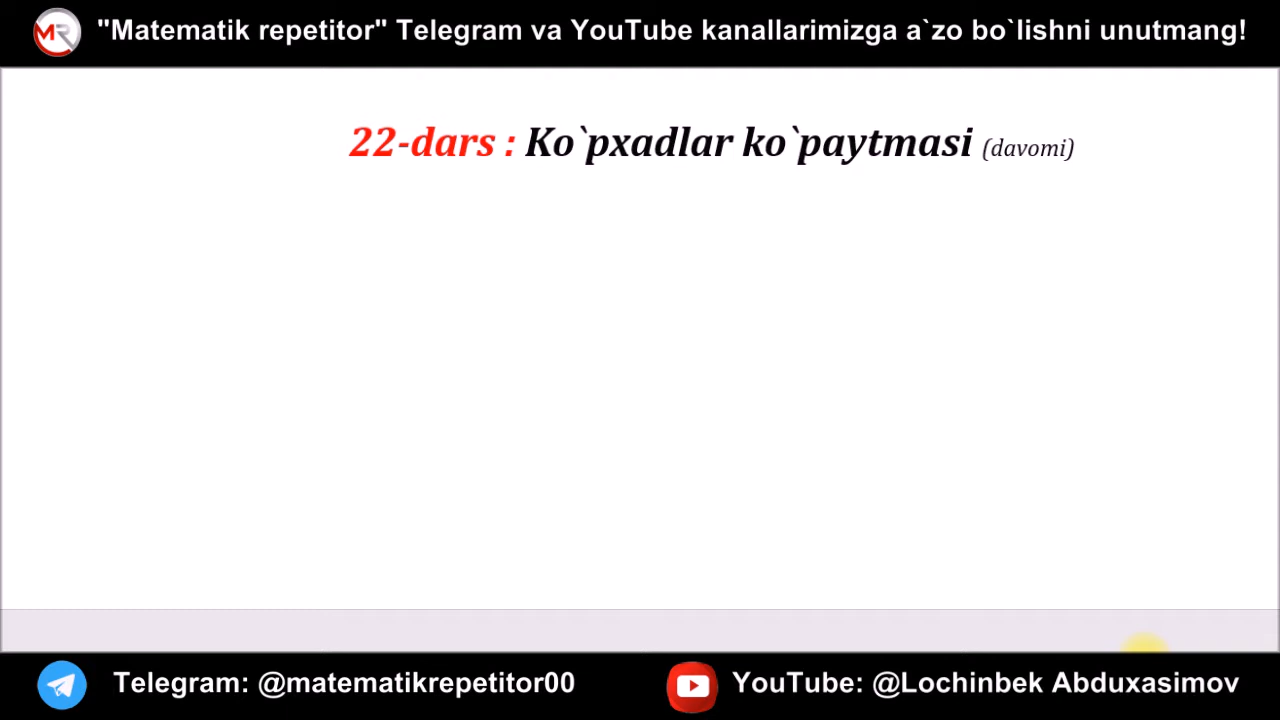 MR "Matematik repetitor" Telegram va YouTube kanallarimizga a`zo bo`lishni unutmang!
22-dars : Ko`pxadlar ko`paytmasi (davomi)
Telegram: @matematikrepetitor00 YouTube: @Lochinbek Abduxasimov